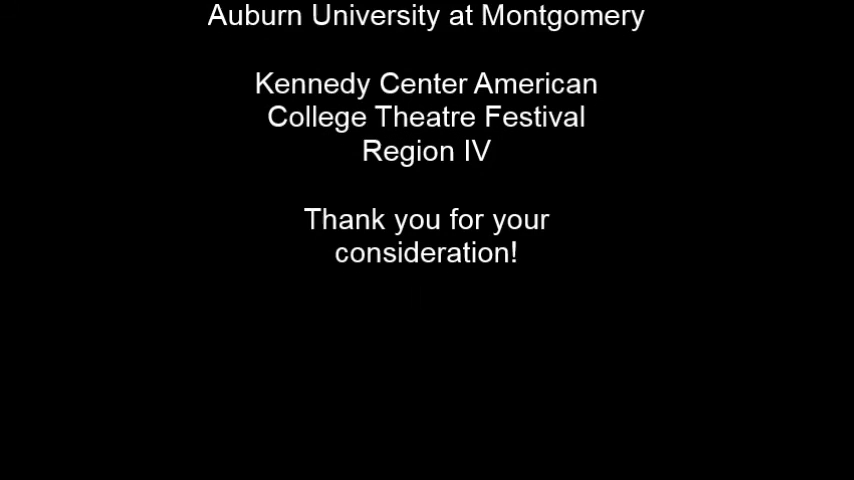 Auburn University at Montgomery
Kennedy Center American
College Theatre Festival
Region IV
Thank you for your
consideration!